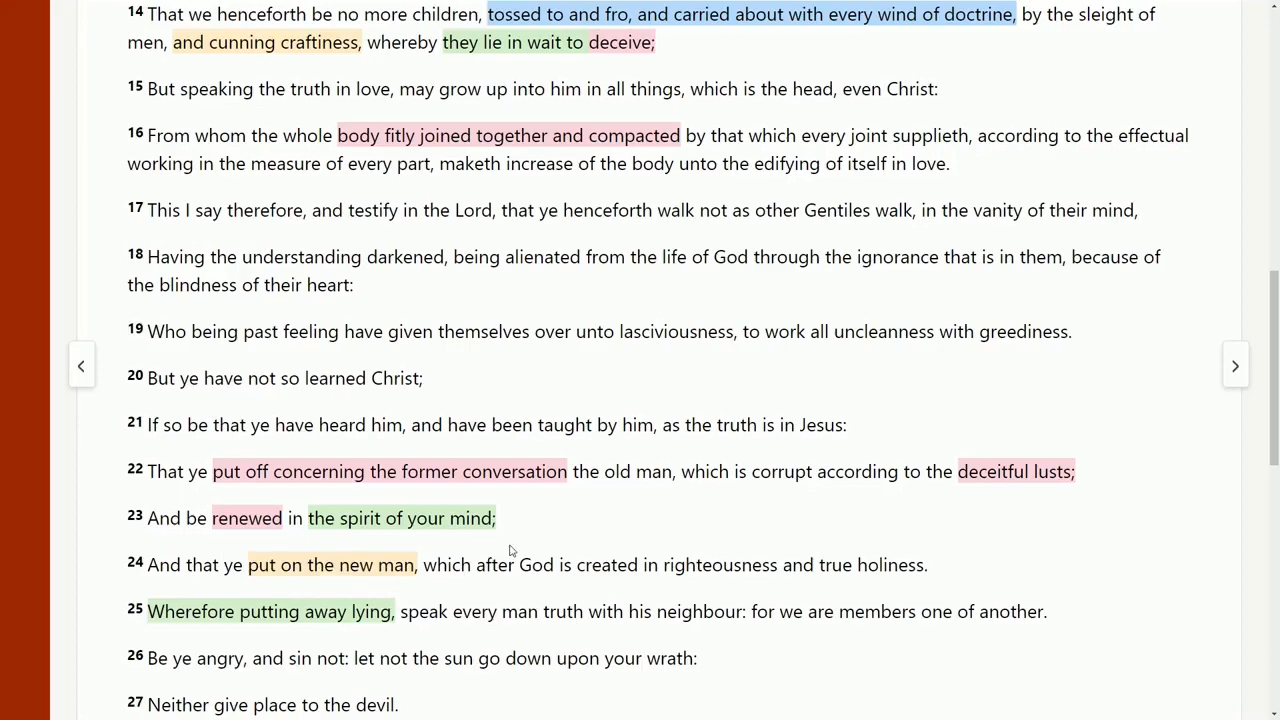 14 That we henceforth be no more children, tossed to and fro, and carried about with every wind of doctrine, by the sleight of
men, and cunning craftiness, whereby they lie in wait to deceive;
15 But speaking the truth in love, may grow up into him in all things, which is the head, even Christ:
16 From whom the whole body fitly joined together and compacted by that which every joint supplieth, according to the effectual
working in the measure of every part, maketh increase of the body unto the edifying of itself in love.
17 This I say therefore, and testify in the Lord, that ye henceforth walk not as other Gentiles walk, in the vanity of their mind,
18 Having the understanding darkened, being alienated from the life of God through the ignorance that is in them, because of
the blindness of their heart:
19 Who being past feeling have given themselves over unto lasciviousness, to work all uncleanness with greediness.
20 But ye have not so learned Christ;
21 If so be that ye have heard him, and have been taught by him, as the truth is in Jesus:
22 That ye put off concerning the former conversation the old man, which is corrupt according to the deceitful lusts;
23 And be renewed in the spirit of your mind;
24 And that ye put on the new man, which after God is created in righteousness and true holiness.
25 Wherefore putting away lying, speak every man truth with his neighbour: for we are members one of another.
26 Be ye angry, and sin not: let not the sun go down upon your wrath:
27 Neither give place to the devil.